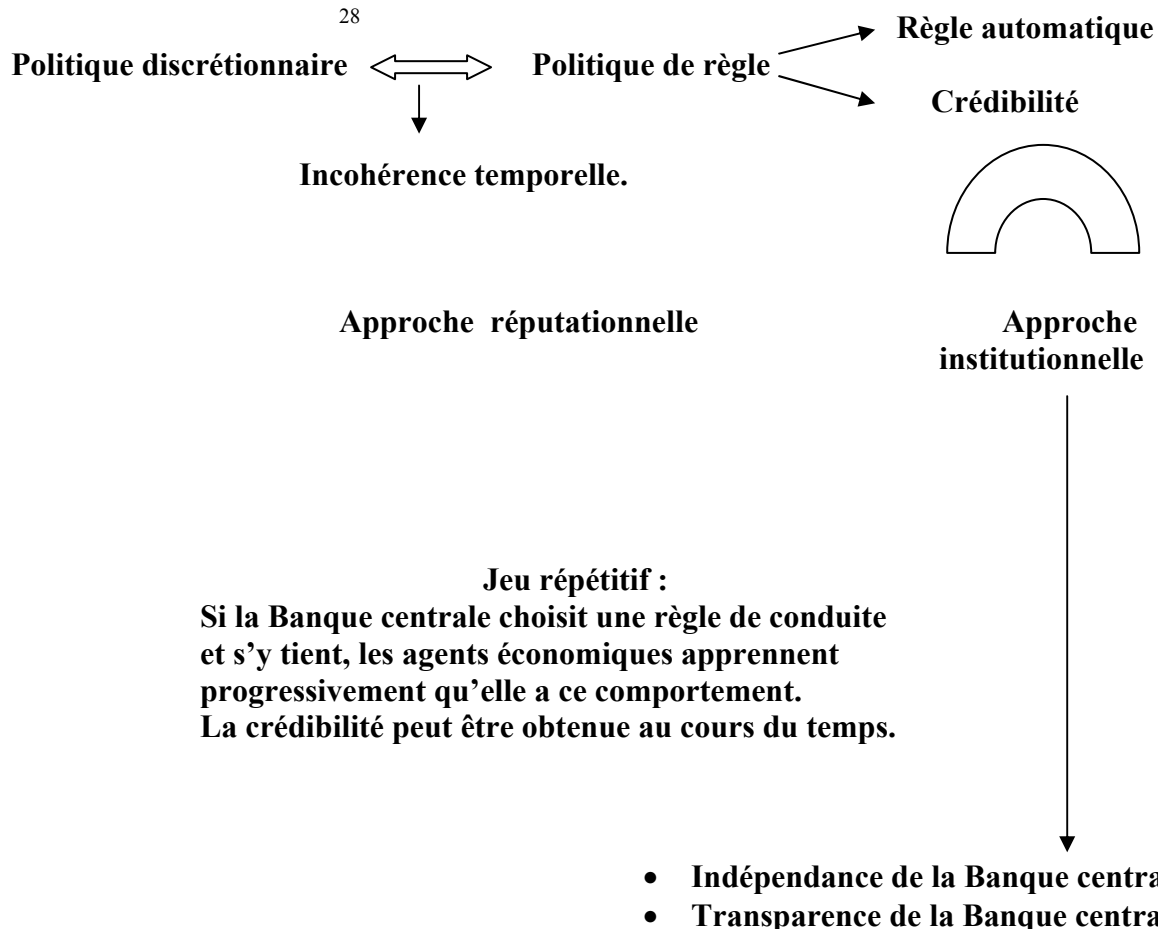 28
Règle automatique
Politique discrétionnaire Politique de règle
Crédibilité
Incohérence temporelle.
Approche réputationnelle
Approche
institutionnelle
Jeu répétitif :
Si la Banque centrale choisit une règle de conduite
et s’y tient, les agents économiques apprennent
progressivement qu’elle a ce comportement.
La crédibilité peut être obtenue au cours du temps.
• Indépendance de la Banque centra
• Transparence de la Banque centra